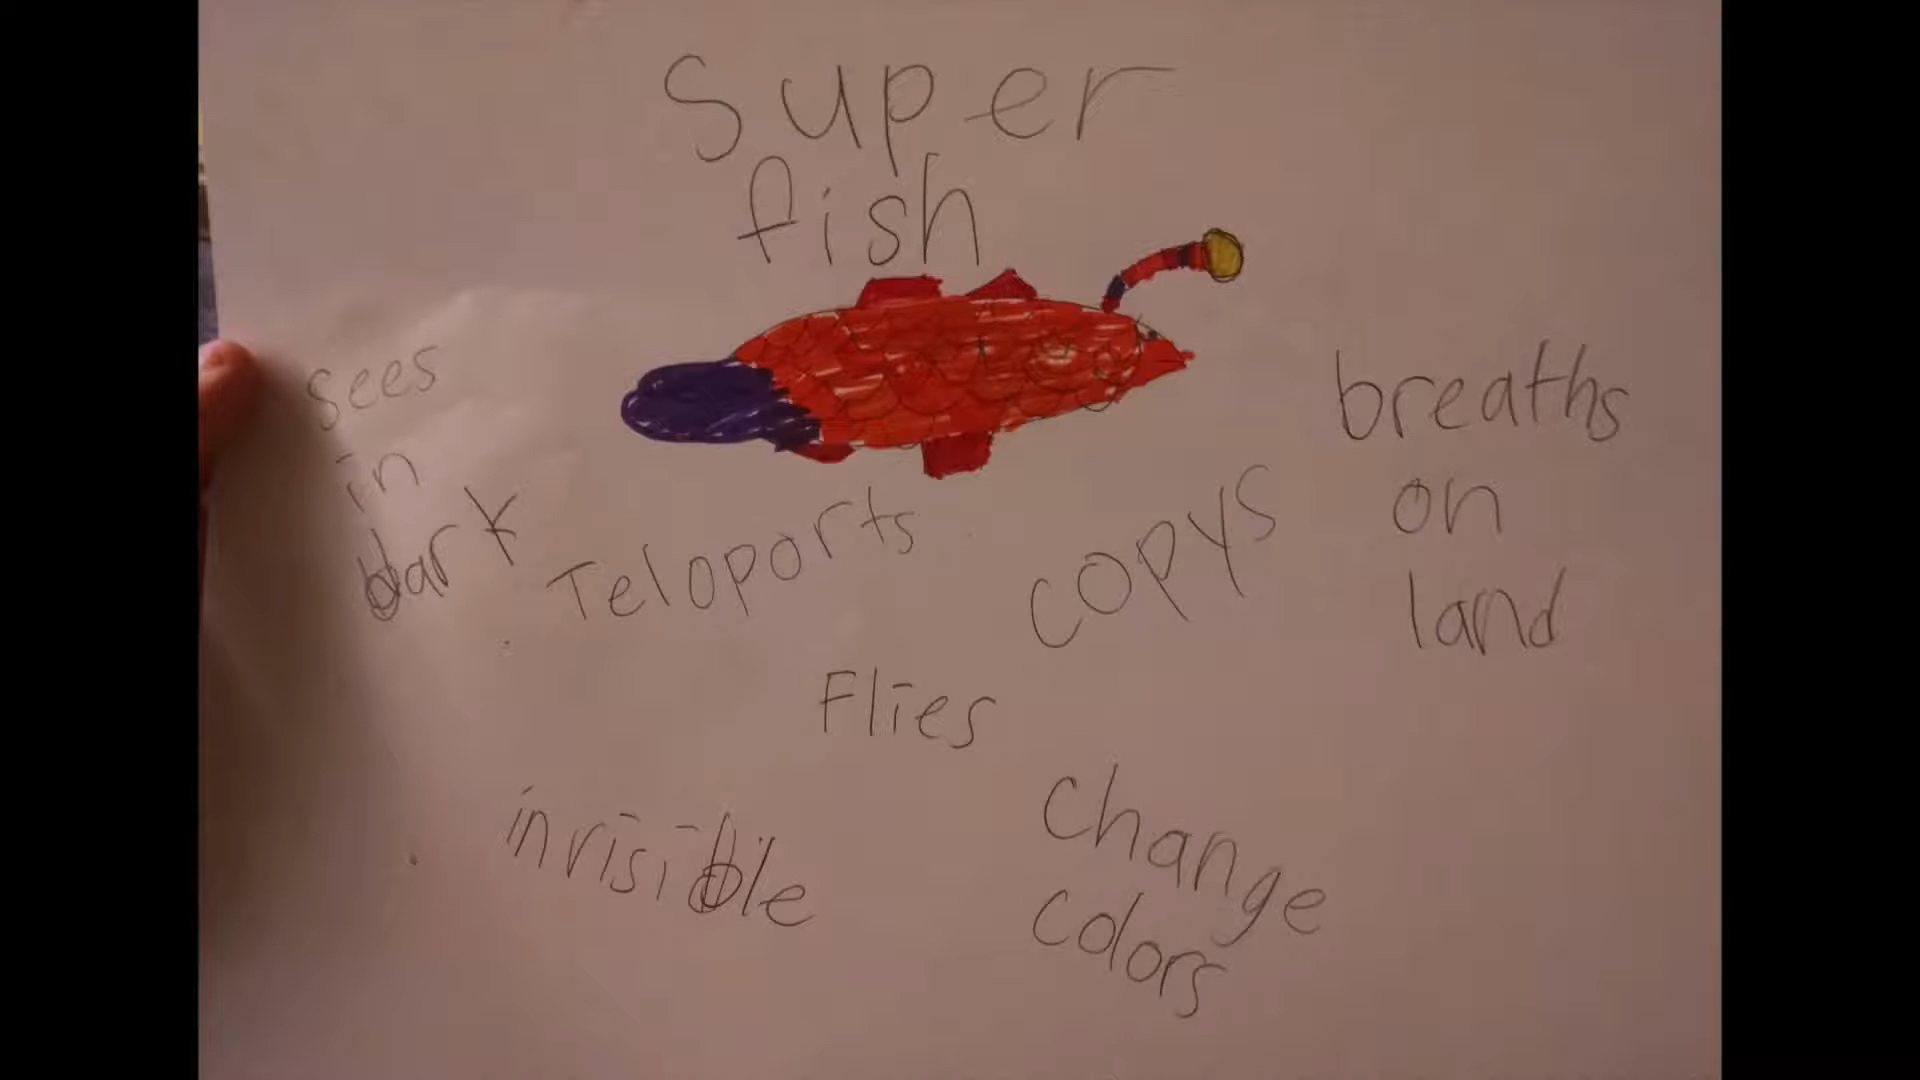 Super
fish
sees
in
dark
Teloports
copys
breaths
on
land
Flies
invisible
change
colors